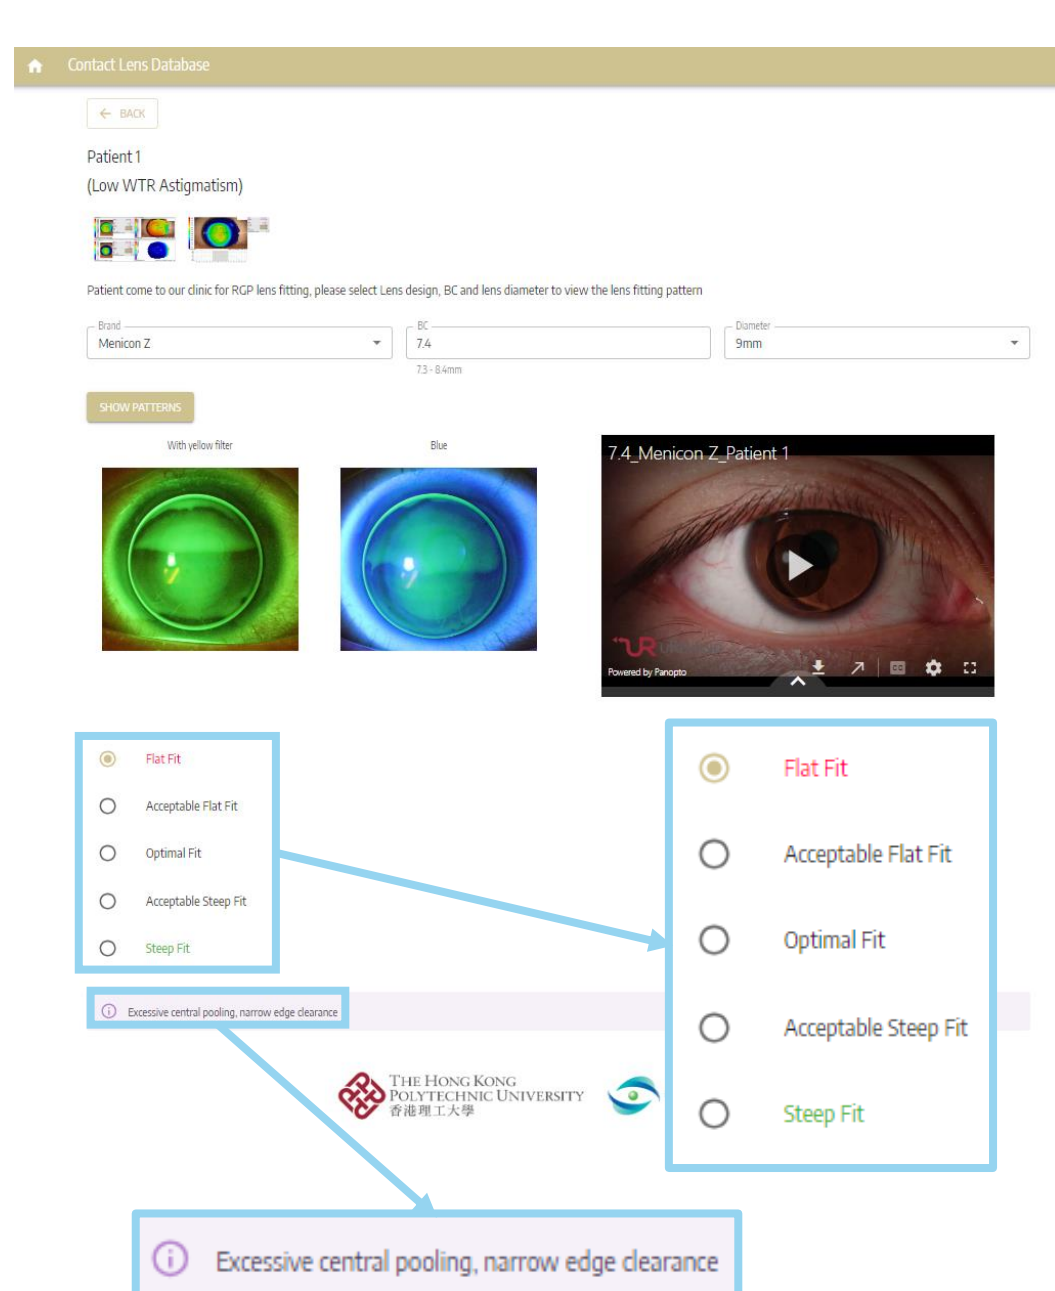 Contact Lens Database
← BACK
Patient 1
(Low WTR Astigmatism)
Patient come to our clinic for RGP lens fitting, please select Lens design, BC and lens diameter to view the lens fitting pattern
Brand
Menicon Z
BC
7.4
7.3 - 8.4mm
Diameter
9mm
SHOW PATTERNS
With yellow filter
Blue
7.4_Menicon Z_Patient 1
UR
Powered by Panopto
CC
Flat Fit
Acceptable Flat Fit
Optimal Fit
Acceptable Steep Fit
Steep Fit
Flat Fit
Acceptable Flat Fit
Optimal Fit
Acceptable Steep Fit
Steep Fit
Excessive central pooling, narrow edge clearance
THE HONG KONG
POLYTECHNIC UNIVERSITY
香港理工大學
Excessive central pooling, narrow edge clearance